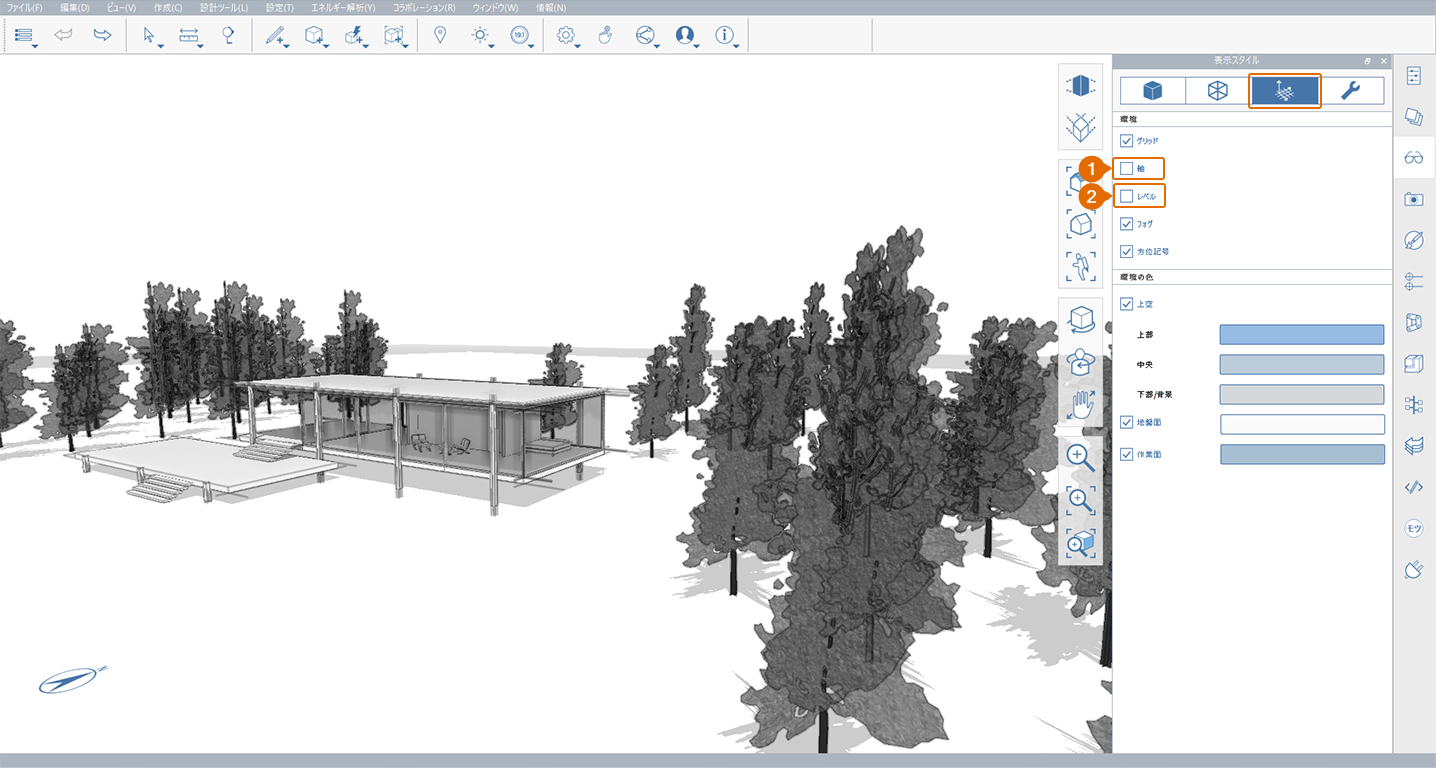 ファイル(F) 編集(D) ビュー(V) 作成(C) 設計ツール(L) 設定(T) エネルギー解析(Y) コラボレーション(R) ウィンドウ(W) 情報(N)
19.1
表示スタイル
環境
グリッド
1 軸
2 レベル
フォグ
方位記号
環境の色
上空
上部
中央
下部/背景
地盤面
作業面
モツ
N